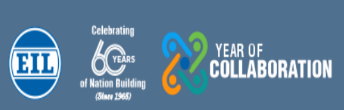 EIL
Celebrating
60 YEARS
of Nation Building
(Since 1965)
YEAR OF
COLLABORATION